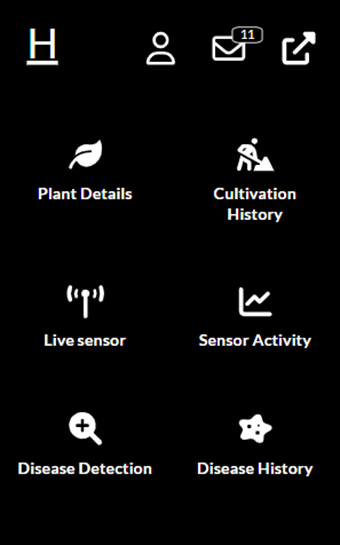 H
11
Plant Details
Cultivation
History
Live sensor
Sensor Activity
Disease Detection
Disease History